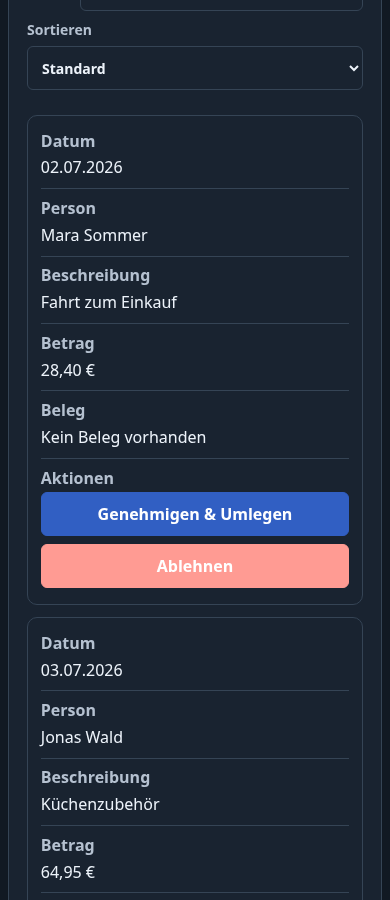 Sortieren
Standard
Datum
02.07.2026
Person
Mara Sommer
Beschreibung
Fahrt zum Einkauf
Betrag
28,40 €
Beleg
Kein Beleg vorhanden
Aktionen
Genehmigen & Umlegen
Ablehnen
Datum
03.07.2026
Person
Jonas Wald
Beschreibung
Küchenzubehör
Betrag
64,95 €